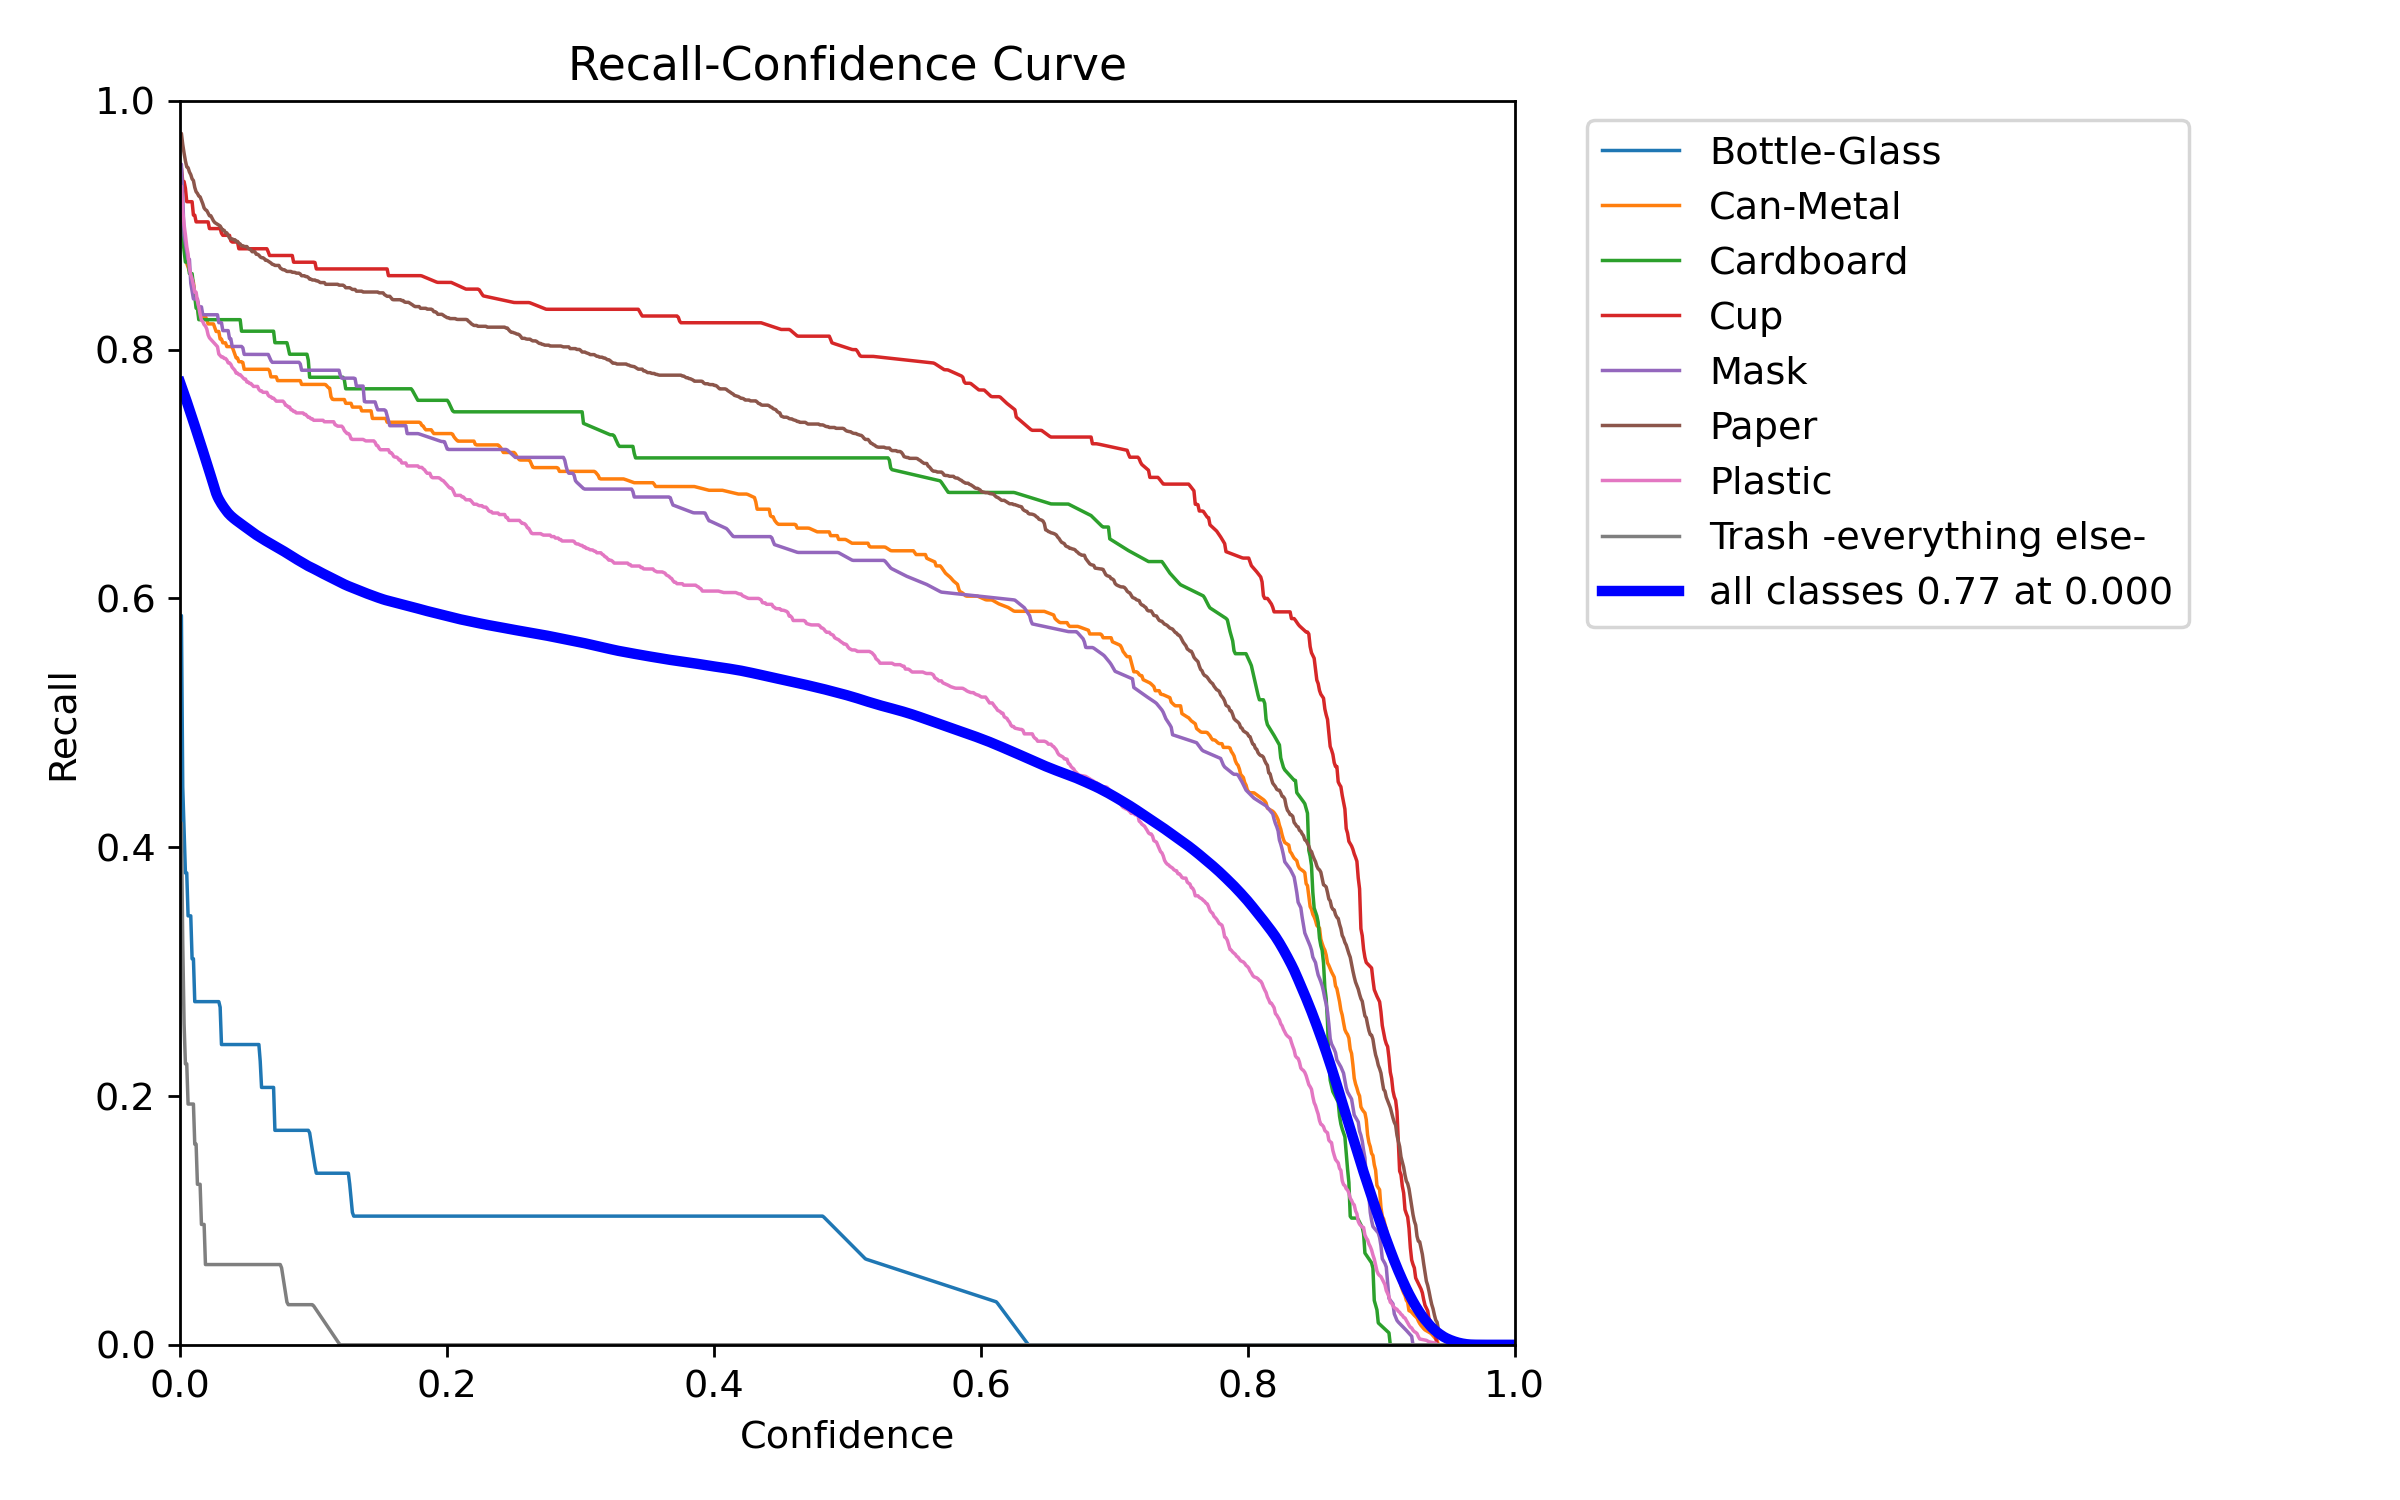 Recall-Confidence Curve
1.0
0.8
0.6
0.4
0.2
0.0
Recall
0.0 0.2 0.4 0.6 0.8 1.0
Confidence
Bottle-Glass
Can-Metal
Cardboard
Cup
Mask
Paper
Plastic
Trash -everything else-
all classes 0.77 at 0.000